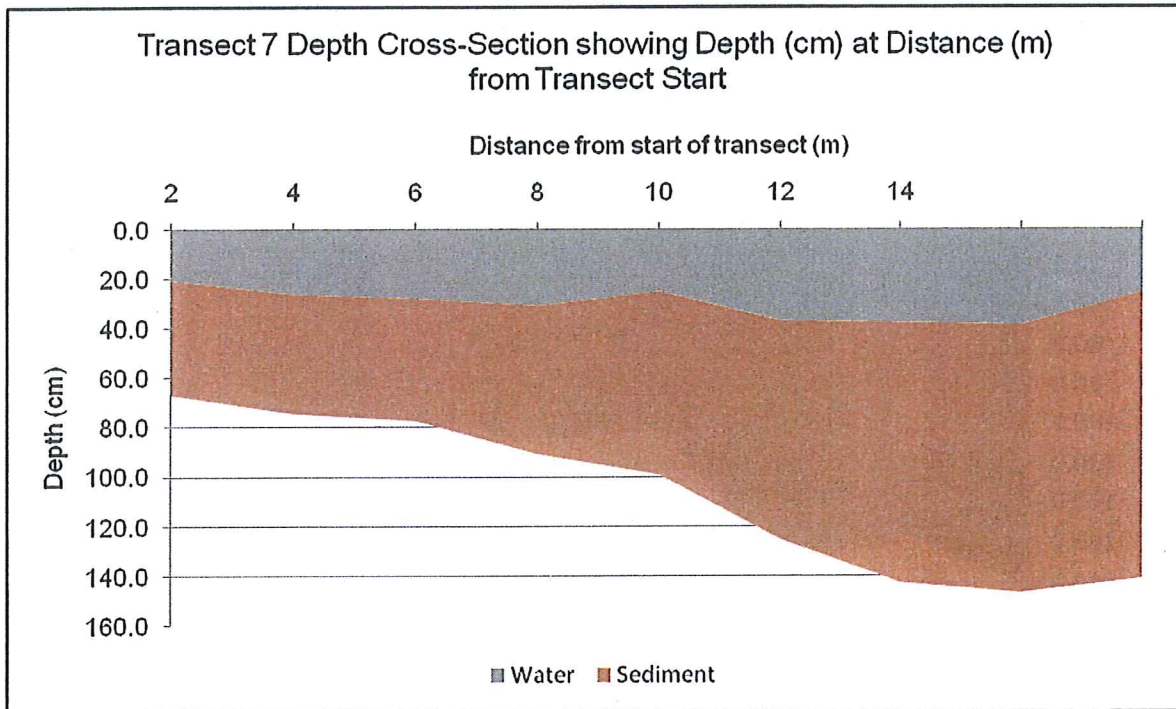 Transect 7 Depth Cross-Section showing Depth (cm) at Distance (m)
from Transect Start
Distance from start of transect (m)
2 4 6 8 10 12 14
0.0
20.0
40.0
60.0
80.0
100.0
120.0
140.0
160.0
Depth (cm)
Water Sediment